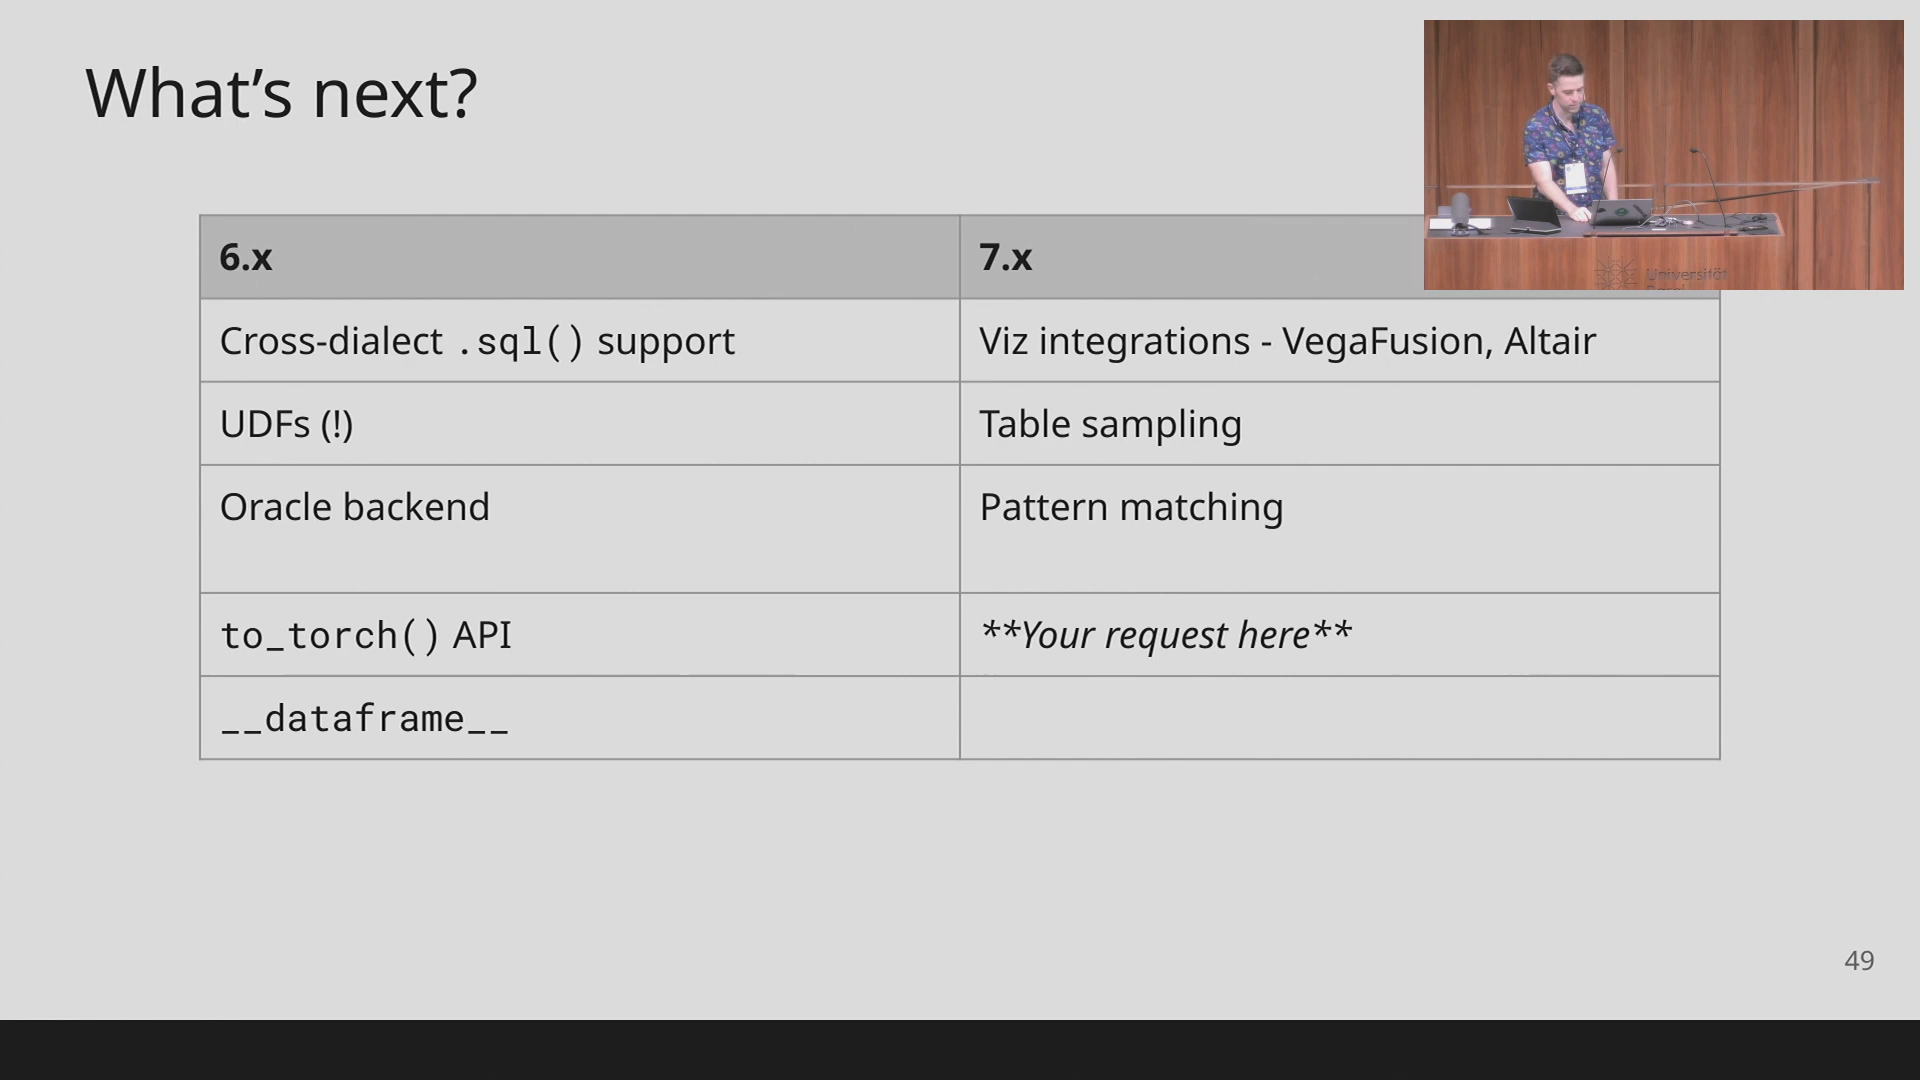 What's next?
6.x
7.x
Cross-dialect .sql() support
Viz integrations - VegaFusion, Altair
UDFs (!)
Table sampling
Oracle backend
Pattern matching
to_torch() API
**Your request here**
__dataframe__
49
Universität